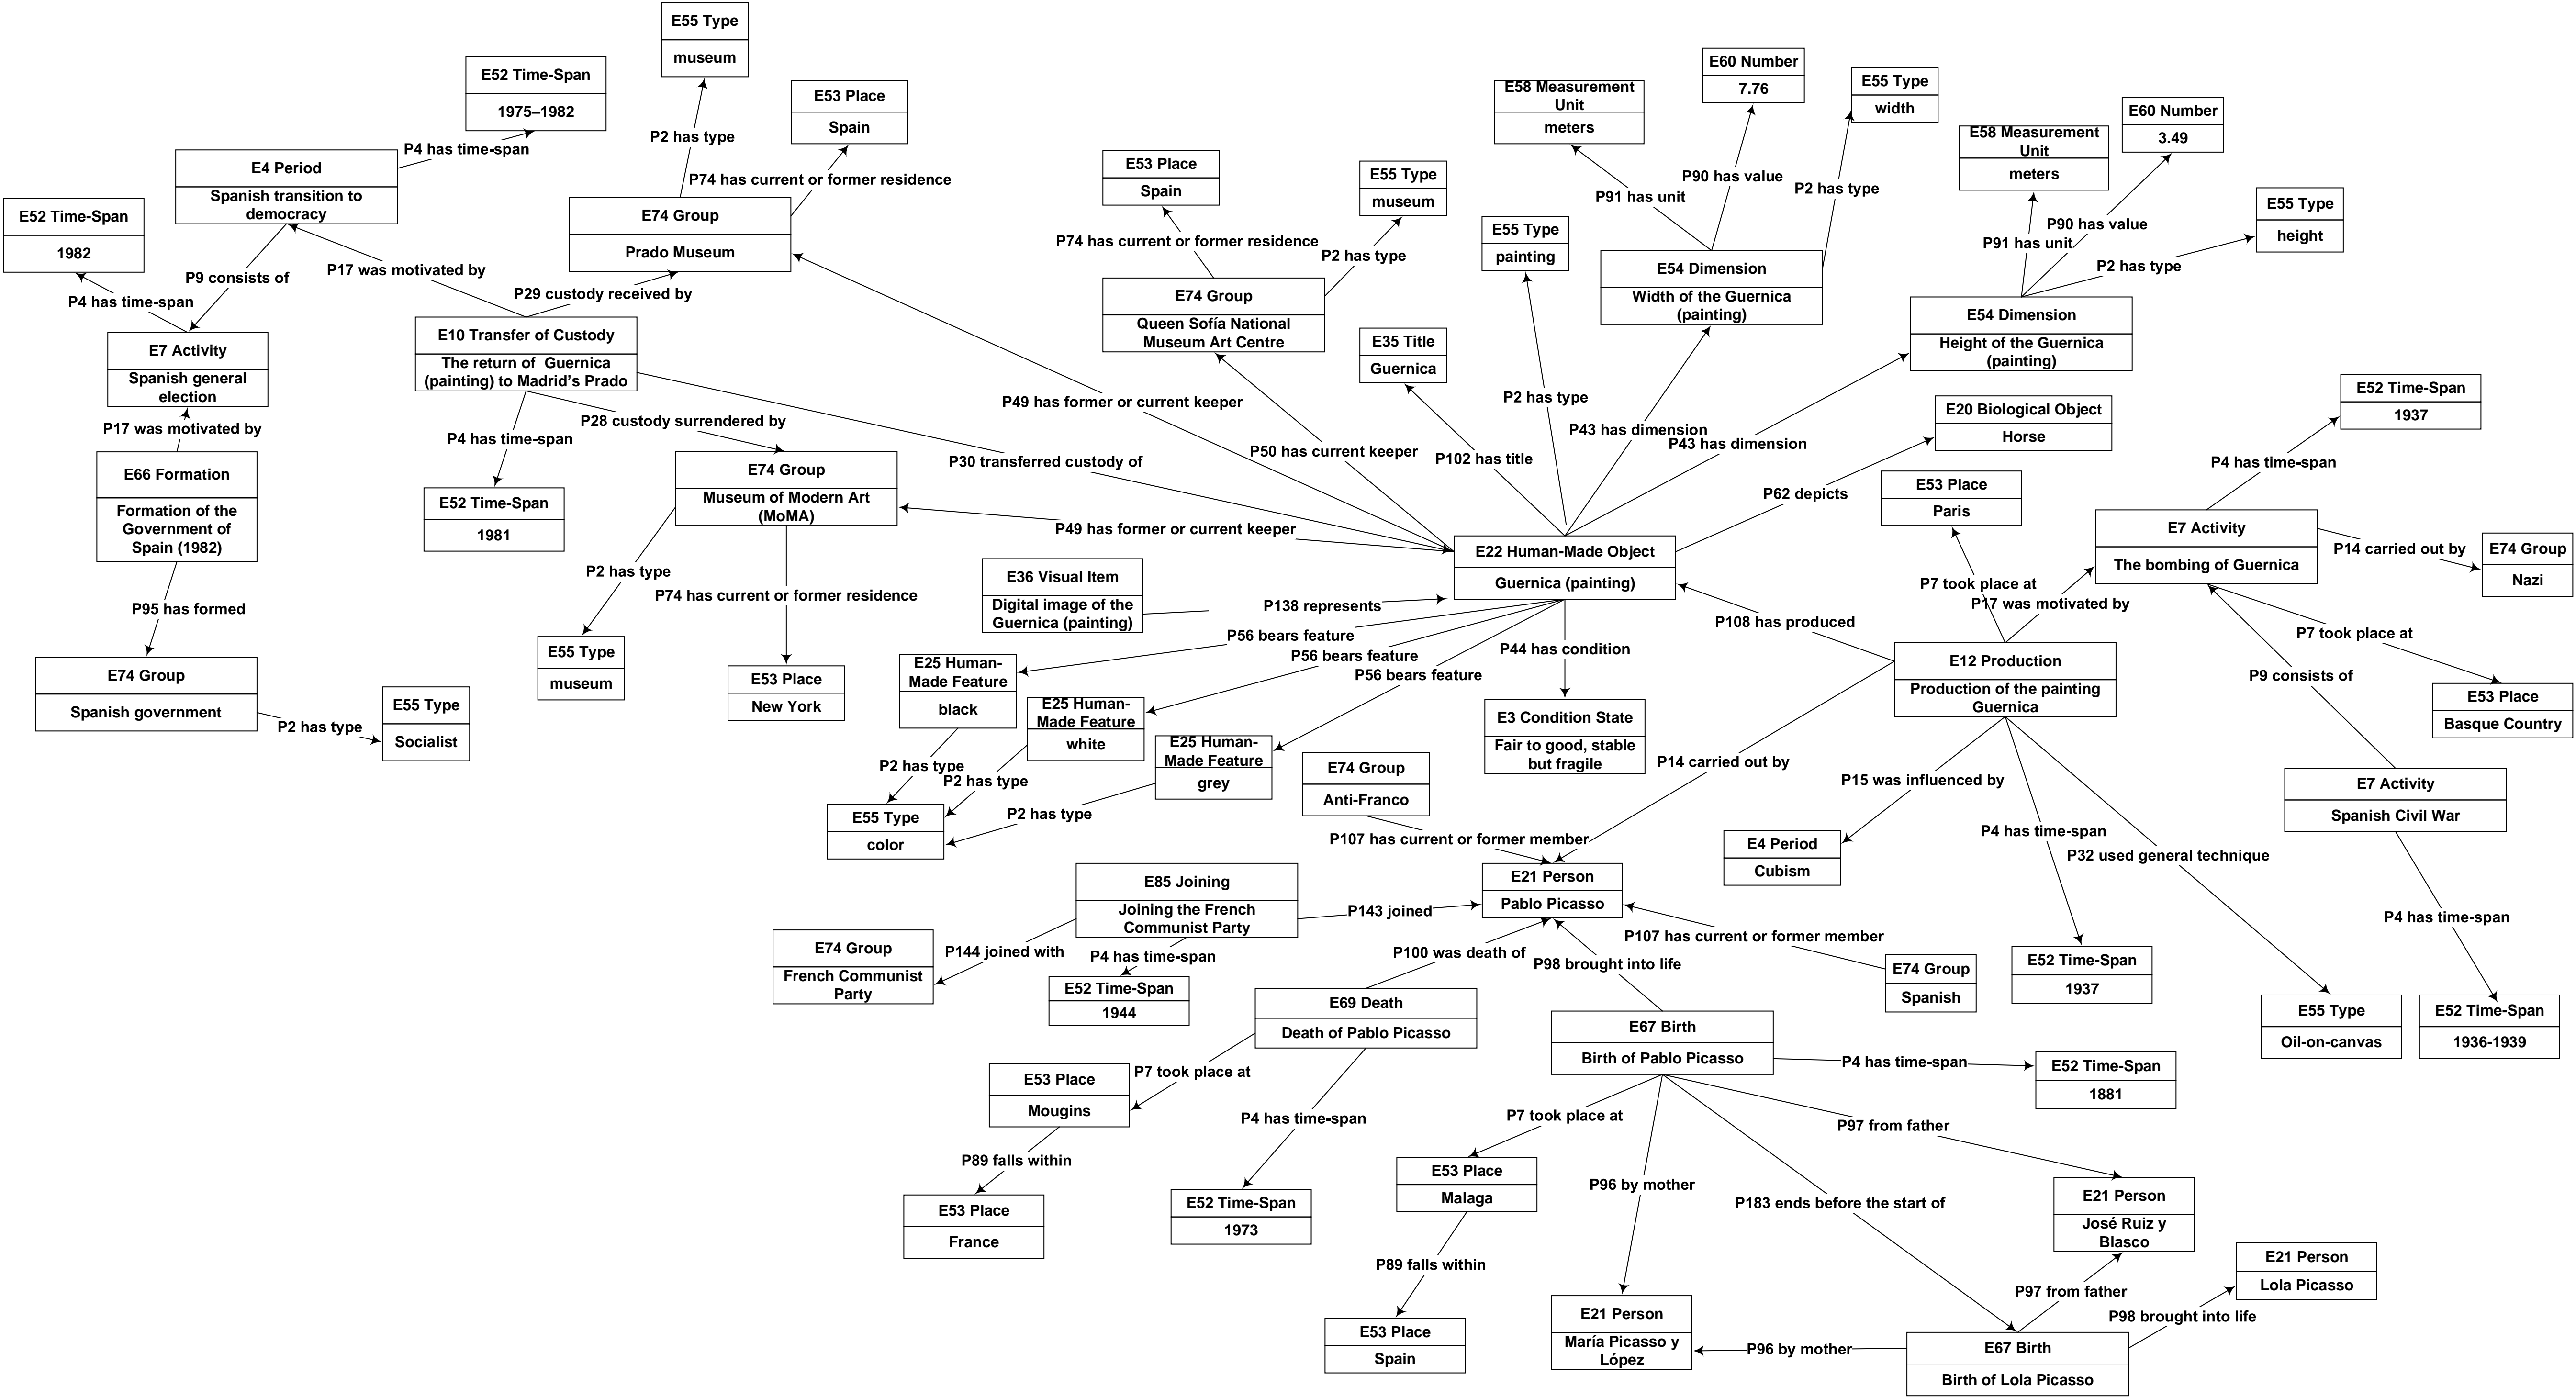 E55 Type
museum
E52 Time-Span
1975–1982
P4 has time-span
E53 Place
Spain
P2 has type
P74 has current or former residence
E4 Period
Spanish transition to
democracy
E52 Time-Span
1982
P4 has time-span
P9 consists of
P17 was motivated by
E74 Group
Prado Museum
P29 custody received by
E7 Activity
Spanish general
election
E10 Transfer of Custody
The return of Guernica
(painting) to Madrid's Prado
P17 was motivated by
E66 Formation
Formation of the
Government of
Spain (1982)
P95 has formed
E74 Group
Spanish government
P2 has type
E55 Type
Socialist
P4 has time-span
E52 Time-Span
1981
P28 custody surrendered by
E74 Group
Museum of Modern Art
(MoMA)
P2 has type
E55 Type
museum
P74 has current or former residence
E53 Place
New York
P30 transferred custody of
P49 has former or current keeper
P49 has former or current keeper
E53 Place
Spain
P74 has current or former residence
E55 Type
museum
P2 has type
E74 Group
Queen Sofía National
Museum Art Centre
P50 has current keeper
E35 Title
Guernica
P102 has title
E55 Type
painting
P2 has type
E58 Measurement
Unit
meters
P91 has unit
E60 Number
7.76
P90 has value
E55 Type
width
P2 has type
E54 Dimension
Width of the Guernica
(painting)
P43 has dimension
E58 Measurement
Unit
meters
P91 has unit
E60 Number
3.49
P90 has value
E55 Type
height
P2 has type
E54 Dimension
Height of the Guernica
(painting)
P43 has dimension
E20 Biological Object
Horse
P62 depicts
E22 Human-Made Object
Guernica (painting)
E36 Visual Item
Digital image of the
Guernica (painting)
P138 represents
P56 bears feature
P56 bears feature
P56 bears feature
E25 Human-
Made Feature
black
E25 Human-
Made Feature
white
E25 Human-
Made Feature
grey
P2 has type
P2 has type
P2 has type
E55 Type
color
P44 has condition
E3 Condition State
Fair to good, stable
but fragile
P108 has produced
E53 Place
Paris
P7 took place at
P17 was motivated by
E12 Production
Production of the painting
Guernica
E7 Activity
The bombing of Guernica
P4 has time-span
E52 Time-Span
1937
P14 carried out by
E74 Group
Nazi
P7 took place at
E53 Place
Basque Country
P9 consists of
E7 Activity
Spanish Civil War
P4 has time-span
E52 Time-Span
1936-1939
P14 carried out by
P15 was influenced by
E4 Period
Cubism
P4 has time-span
E52 Time-Span
1937
P32 used general technique
E55 Type
Oil-on-canvas
E74 Group
Anti-Franco
P107 has current or former member
E21 Person
Pablo Picasso
E85 Joining
Joining the French
Communist Party
P143 joined
P144 joined with
E74 Group
French Communist
Party
P4 has time-span
E52 Time-Span
1944
P107 has current or former member
E74 Group
Spanish
P100 was death of
P98 brought into life
E69 Death
Death of Pablo Picasso
P7 took place at
E53 Place
Mougins
P89 falls within
E53 Place
France
P4 has time-span
E52 Time-Span
1973
E67 Birth
Birth of Pablo Picasso
P4 has time-span
E52 Time-Span
1881
P7 took place at
E53 Place
Malaga
P89 falls within
E53 Place
Spain
P96 by mother
P183 ends before the start of
P97 from father
E21 Person
José Ruiz y
Blasco
E21 Person
María Picasso y
López
P96 by mother
P97 from father
E67 Birth
Birth of Lola Picasso
P98 brought into life
E21 Person
Lola Picasso